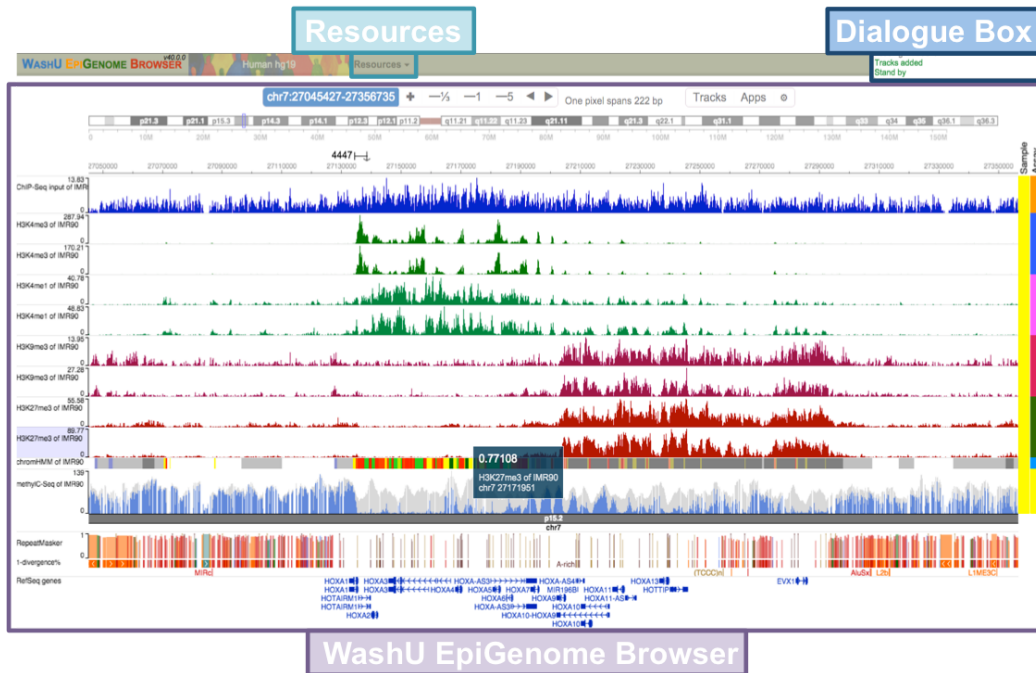 Resources
Dialogue Box
WASHU EPIGENOME BROWSER v40.0.0 Human hg19 Resources
Tracks added
Stand by
chr7:27045427-27356735 + −⅓ −1 −5 One pixel spans 222 bp Tracks Apps
p21.3 p21.1 p15.3 p14.3 p14.1 p12.3 p12.1 p11.2 q11.21 q11.22 q11.23 q21.11 q21.3 q22.1 q31.1 q33 q34 q35 q36.1 q36.3
0 10M 20M 30M 40M 50M 60M 70M 80M 90M 100M 110M 120M 130M 140M 150M
4447
27050000 27070000 27090000 27110000 27130000 27150000 27170000 27190000 27210000 27230000 27250000 27270000 27290000 27310000 27330000 27350000
Sample
13.83
ChIP-Seq input of IMR
0
287.94
H3K4me3 of IMR90
0
170.21
H3K4me3 of IMR90
0
40.76
H3K4me1 of IMR90
0
48.83
H3K4me1 of IMR90
0
13.95
H3K9me3 of IMR90
0
27.28
H3K9me3 of IMR90
0
55.58
H3K27me3 of IMR90
0
89.77
H3K27me3 of IMR90
0
chromHMM of IMR90
0.77108
H3K27me3 of IMR90
chr7 27171951
139
methylC-Seq of IMR90
0
p15.2
chr7
1
RepeatMasker
0
1-divergence%
A-rich
MIRc (TCCC)n AluSx L2b L1ME3C
RefSeq genes
HOXA1 HOXA3 HOXA-AS3 HOXA-AS4 HOXA13 EVX1
HOXA1 HOXA3 HOXA4 HOXA5 HOXA7 MIR196B HOXA11 HOTTIP
HOTAIRM1 HOXA6 HOXA9 HOXA11-AS
HOTAIRM1 HOXA-AS3 HOXA10
HOXA2 HOXA10-HOXA9
HOXA10
WashU EpiGenome Browser